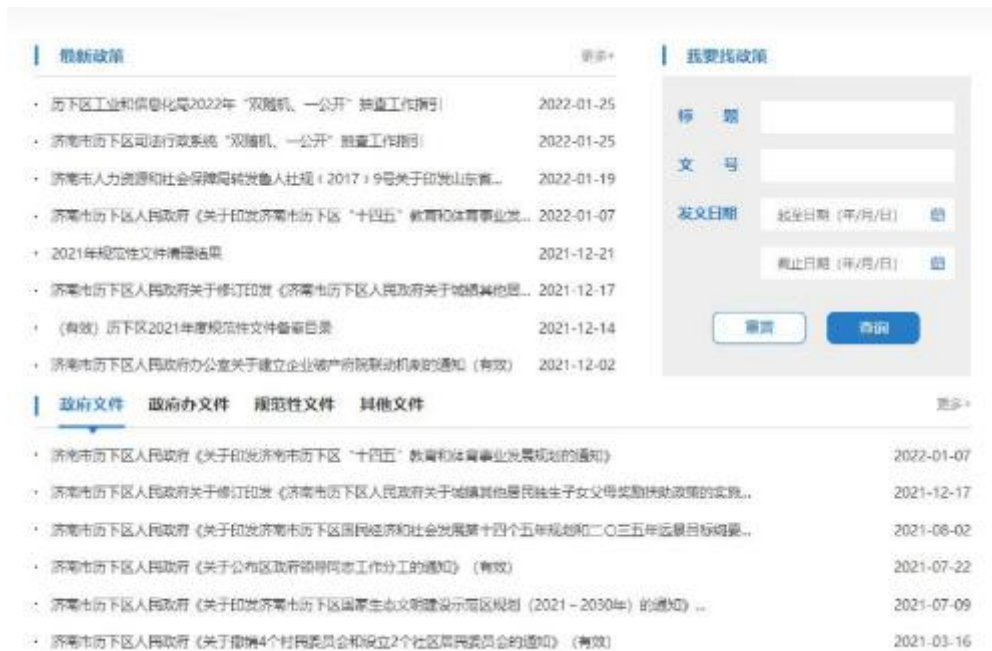 最新政策
更多+
· 历下区工业和信息化局2022年“双随机、一公开”抽查工作指引 2022-01-25
· 济南市历下区司法行政系统“双随机、一公开”抽查工作指引 2022-01-25
· 济南市人力资源和社会保障局转发鲁人社规〔2017〕9号关于印发山东省... 2022-01-19
· 济南市历下区人民政府《关于印发济南市历下区“十四五”教育和体育事业发... 2022-01-07
· 2021年规范性文件清理结果 2021-12-21
· 济南市历下区人民政府关于修订印发《济南市历下区人民政府关于城镇其他居... 2021-12-17
· （有效）历下区2021年度规范性文件备案目录 2021-12-14
· 济南市历下区人民政府办公室关于建立企业破产府院联动机制的通知（有效） 2021-12-02
我要找政策
标 题
文 号
发文日期 起至日期（年/月/日）
截止日期（年/月/日）
重置 查询
政府文件 政府办文件 规范性文件 其他文件 更多+
· 济南市历下区人民政府《关于印发济南市历下区“十四五”教育和体育事业发展规划的通知》 2022-01-07
· 济南市历下区人民政府关于修订印发《济南市历下区人民政府关于城镇其他居民独生子女父母奖励扶助政策的实施... 2021-12-17
· 济南市历下区人民政府《关于印发济南市历下区国民经济和社会发展第十四个五年规划和二〇三五年远景目标纲要... 2021-08-02
· 济南市历下区人民政府《关于公布区政府领导同志工作分工的通知》（有效） 2021-07-22
· 济南市历下区人民政府《关于印发济南市历下区国家生态文明建设示范区规划（2021－2030年）的通知》... 2021-07-09
· 济南市历下区人民政府《关于撤销4个村民委员会和设立2个社区居民委员会的通知》（有效） 2021-03-16